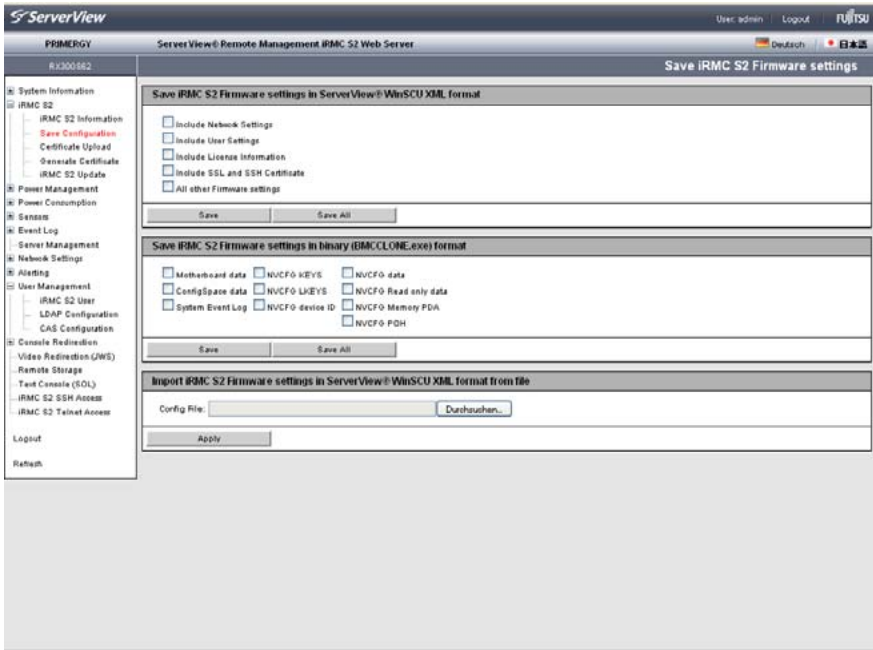 ServerView
User: admin Logout FUJITSU
PRIMERGY ServerView® Remote Management iRMC S2 Web Server Deutsch 日本語
RX300S62 Save iRMC S2 Firmware settings
System Information
iRMC S2
iRMC S2 Information
Save Configuration
Certificate Upload
Generate Certificate
iRMC S2 Update
Power Management
Power Consumption
Sensors
Event Log
Server Management
Network Settings
Alerting
User Management
iRMC S2 User
LDAP Configuration
CAS Configuration
Console Redirection
Video Redirection (JWS)
Remote Storage
Text Console (SOL)
iRMC S2 SSH Access
iRMC S2 Telnet Access
Logout
Refresh
Save iRMC S2 Firmware settings in ServerView® WinSCU XML format
Include Network Settings
Include User Settings
Include License Information
Include SSL and SSH Certificate
All other Firmware settings
Save Save All
Save iRMC S2 Firmware settings in binary (BMCCLONE.exe) format
Motherboard data NVCFG KEYS NVCFG data
ConfigSpace data NVCFG LKEYS NVCFG Read only data
System Event Log NVCFG device ID NVCFG Memory PDA
NVCFG POH
Save Save All
Import iRMC S2 Firmware settings in ServerView® WinSCU XML format from file
Config File: Durchsuchen...
Apply